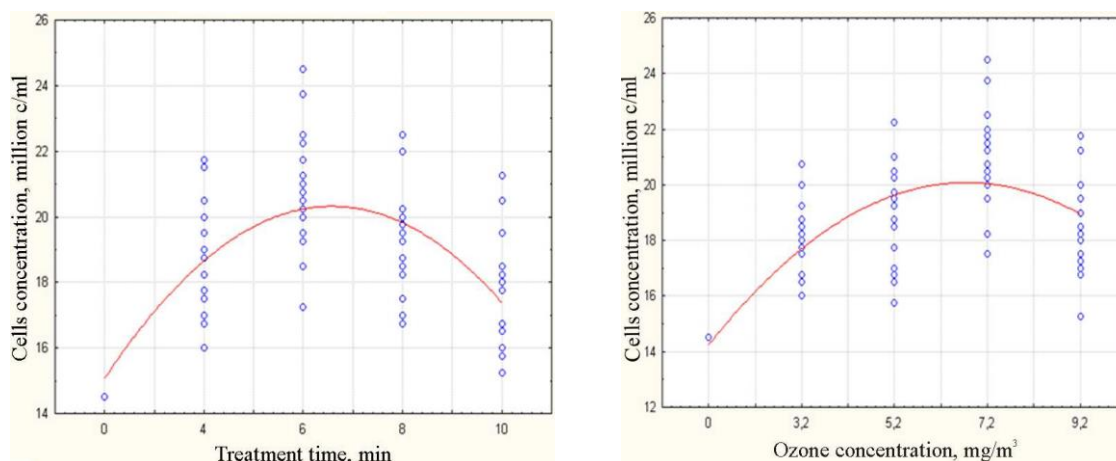 26
24
22
20
18
16
14
0 4 6 8 10
Cells concentration, million c/ml
Treatment time, min
26
24
22
20
18
16
14
12
0 3,2 5,2 7,2 9,2
Cells concentration, million c/ml
Ozone concentration, mg/m³